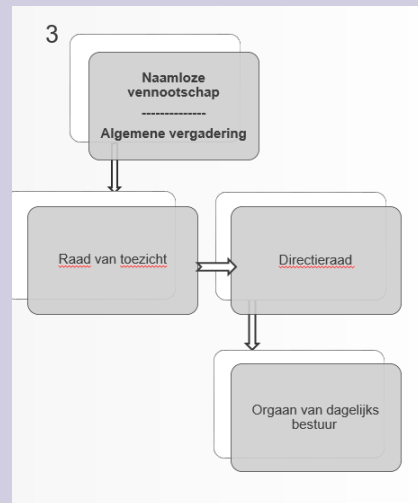 3
Naamloze
vennootschap
--------------
Algemene vergadering
Raad van toezicht
Directieraad
Orgaan van dagelijks
bestuur